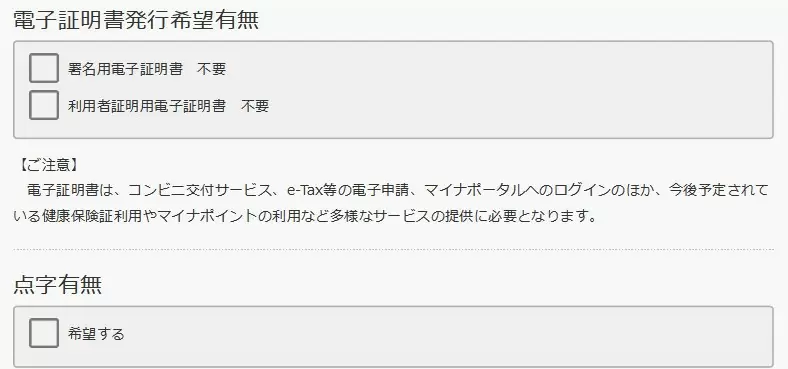 電子証明書発行希望有無
署名用電子証明書　不要
利用者証明用電子証明書　不要
【ご注意】
　電子証明書は、コンビニ交付サービス、e-Tax等の電子申請、マイナポータルへのログインのほか、今後予定されて
いる健康保険証利用やマイナポイントの利用など多様なサービスの提供に必要となります。
点字有無
希望する